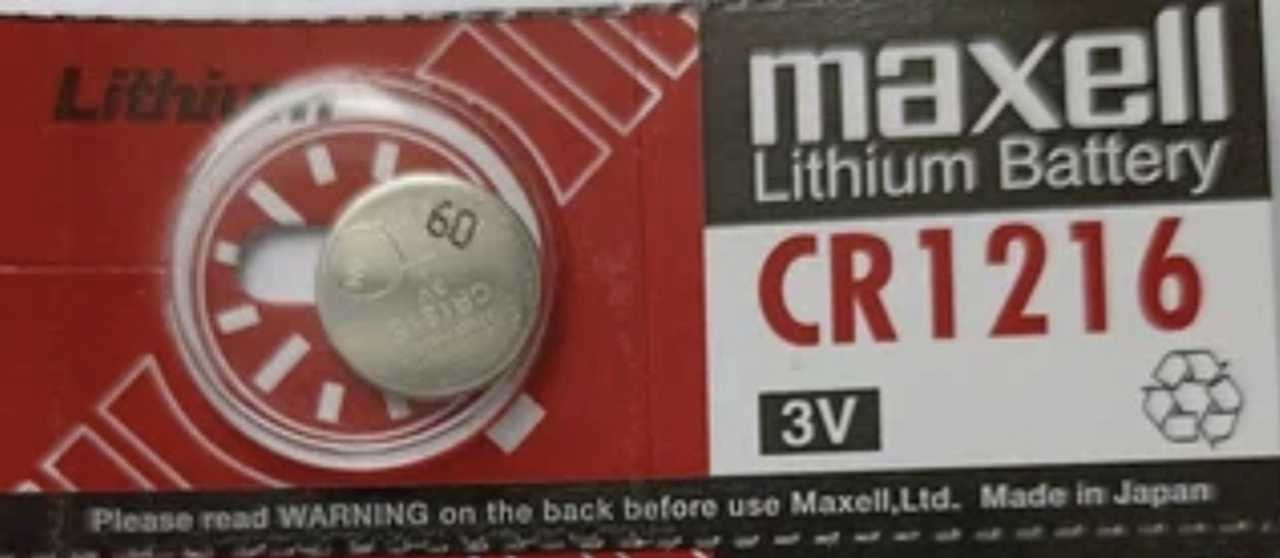 Lithium
maxell
Lithium Battery
60
CR1216
3V
Please read WARNING on the back before use Maxell,Ltd. Made in Japan